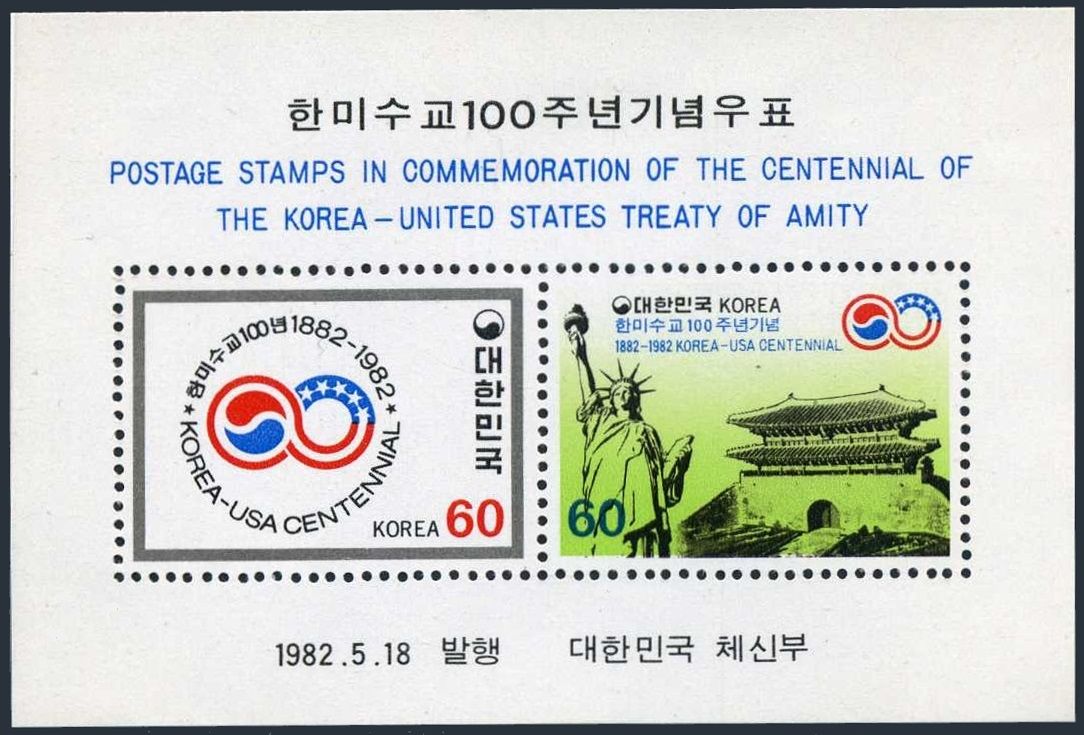 한미수교100주년기념우표
POSTAGE STAMPS IN COMMEMORATION OF THE CENTENNIAL OF
THE KOREA-UNITED STATES TREATY OF AMITY
★한미수교100년1882-1982★
KOREA-USA CENTENNIAL
대한민국
KOREA 60
대한민국 KOREA
한미수교 100 주년기념
1882-1982 KOREA-USA CENTENNIAL
60
1982.5.18 발행 대한민국 체신부